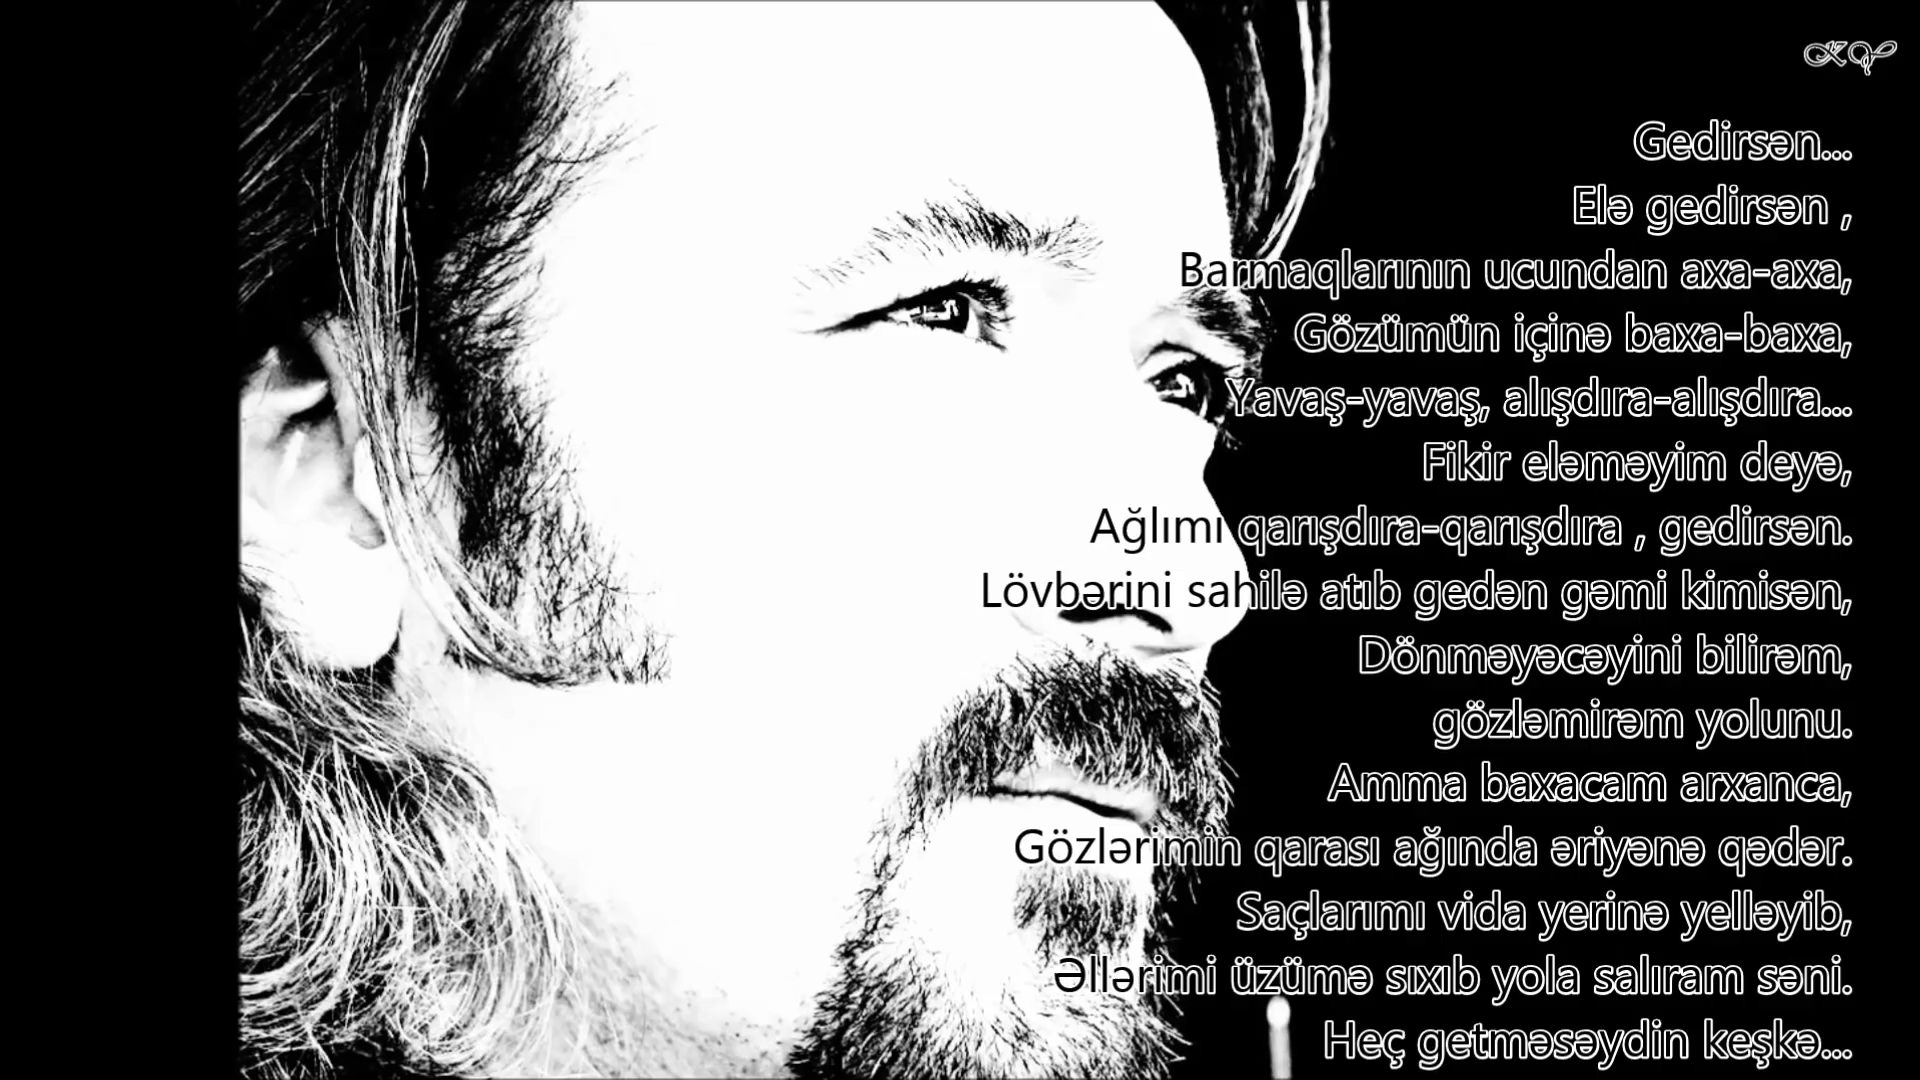 Gedirsən...
Elə gedirsən ,
Barmaqlarının ucundan axa-axa,
Gözümün içinə baxa-baxa,
Yavaş-yavaş, alışdıra-alışdıra...
Fikir eləməyim deyə,
Ağlımı qarışdıra-qarışdıra , gedirsən.
Lövbərini sahilə atıb gedən gəmi kimisən,
Dönməyəcəyini bilirəm,
gözləmirəm yolunu.
Amma baxacam arxanca,
Gözlərimin qarası ağında əriyənə qədər.
Saçlarımı vida yerinə yelləyib,
Əllərimi üzümə sıxıb yola salıram səni.
Heç getməsəydin keşkə...